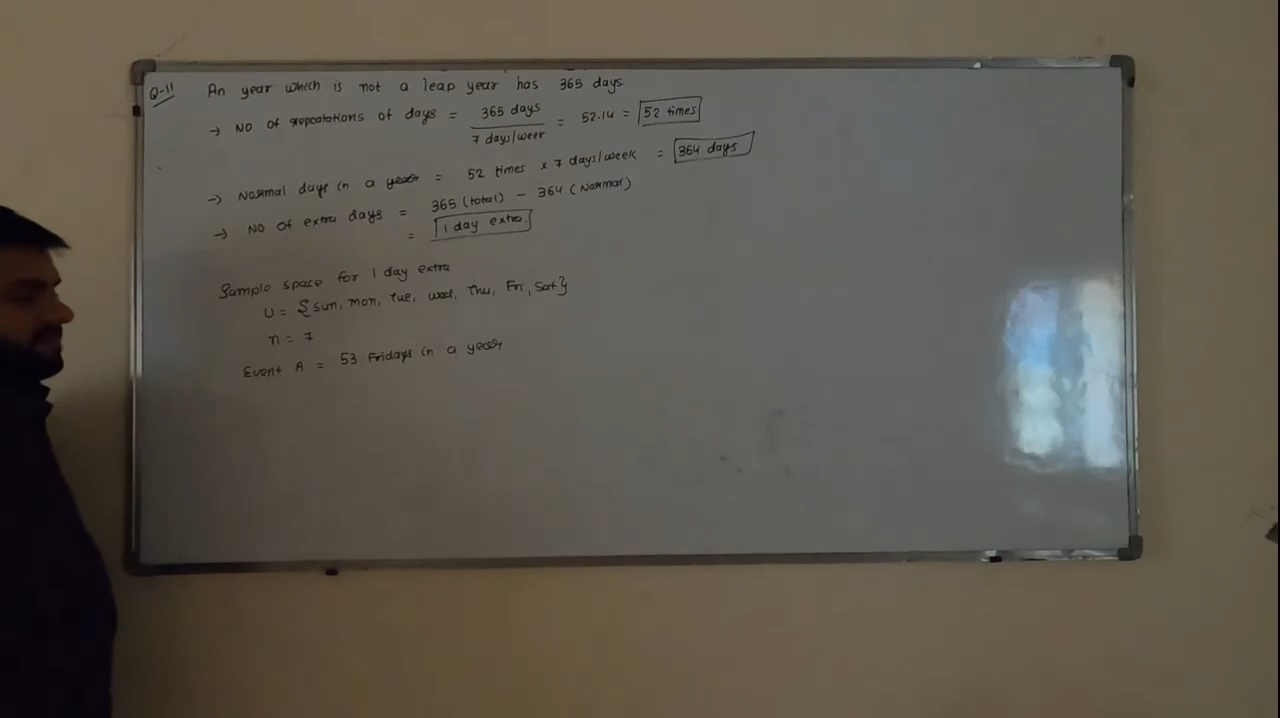 Q-11 An year which is not a leap year has 365 days.
→ No of repeatations of days = 365 days / 7 days/week = 52.14 = 52 times
→ Normal days in a year = 52 times × 7 days/week = 364 days
→ No of extra days = 365 (total) - 364 (Normal)
= 1 day extra.
Sample space for 1 day extra
U = {Sun, Mon, Tue, wed, Thu, Fri, Sat}
n = 7
Event A = 53 Fridays in a year